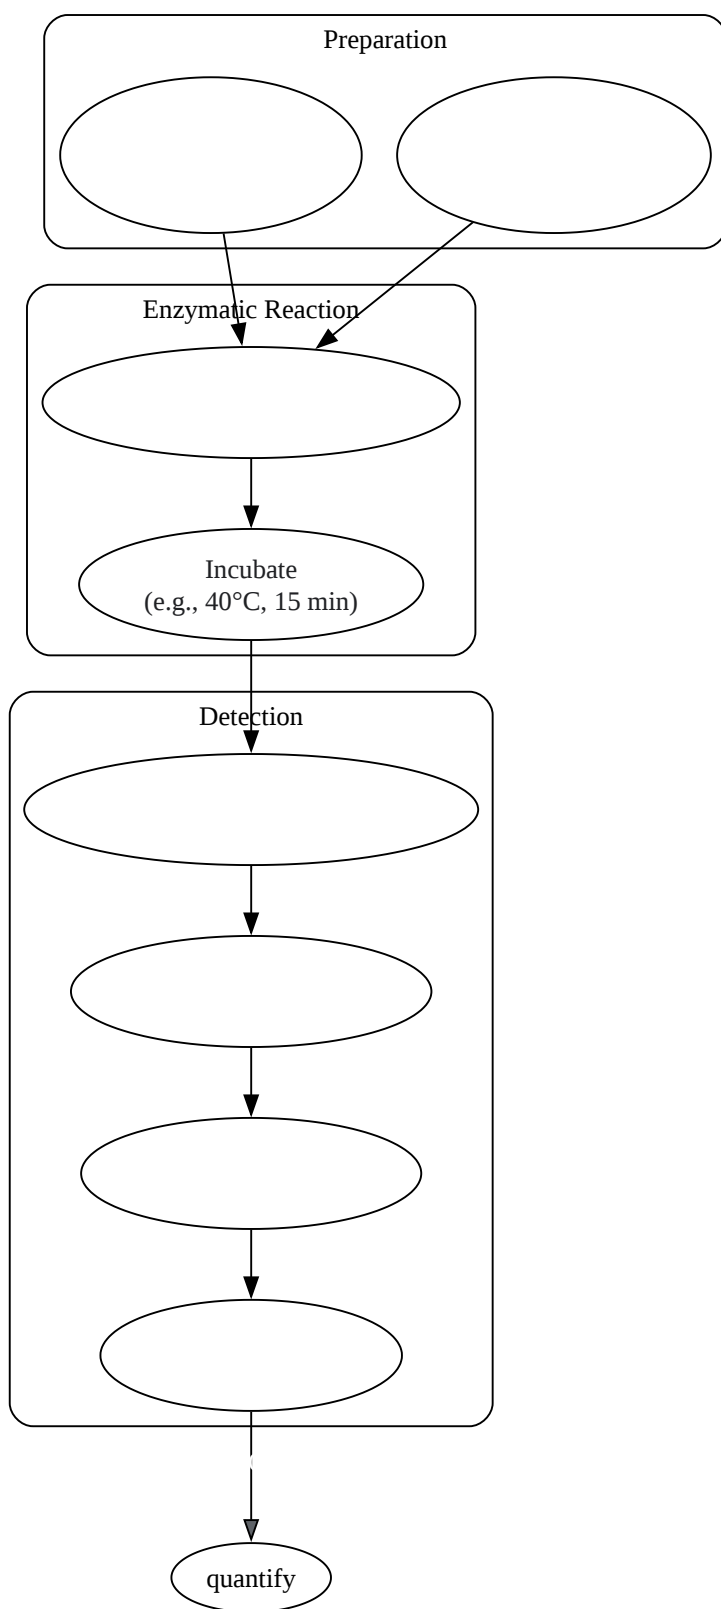 Preparation
Enzymatic Reaction
Incubate
(e.g., 40°C, 15 min)
Detection
quantify